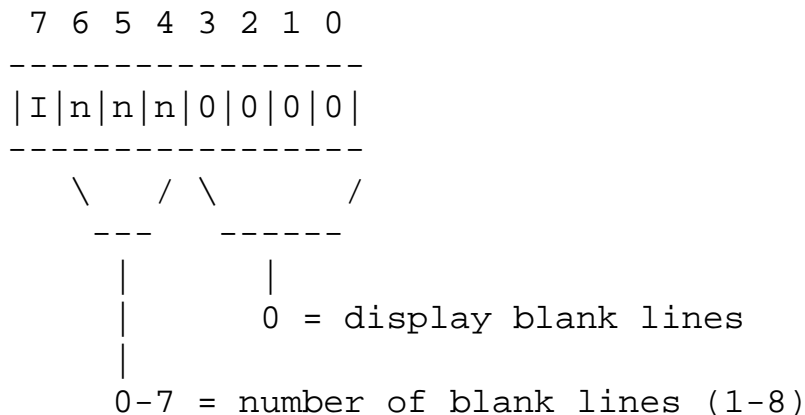 7 6 5 4 3 2 1 0
-----------------
|I|n|n|n|0|0|0|0|
-----------------
   \   / \      /
    ---   ------
     |      |
     |      0 = display blank lines
     |
     0-7 = number of blank lines (1-8)